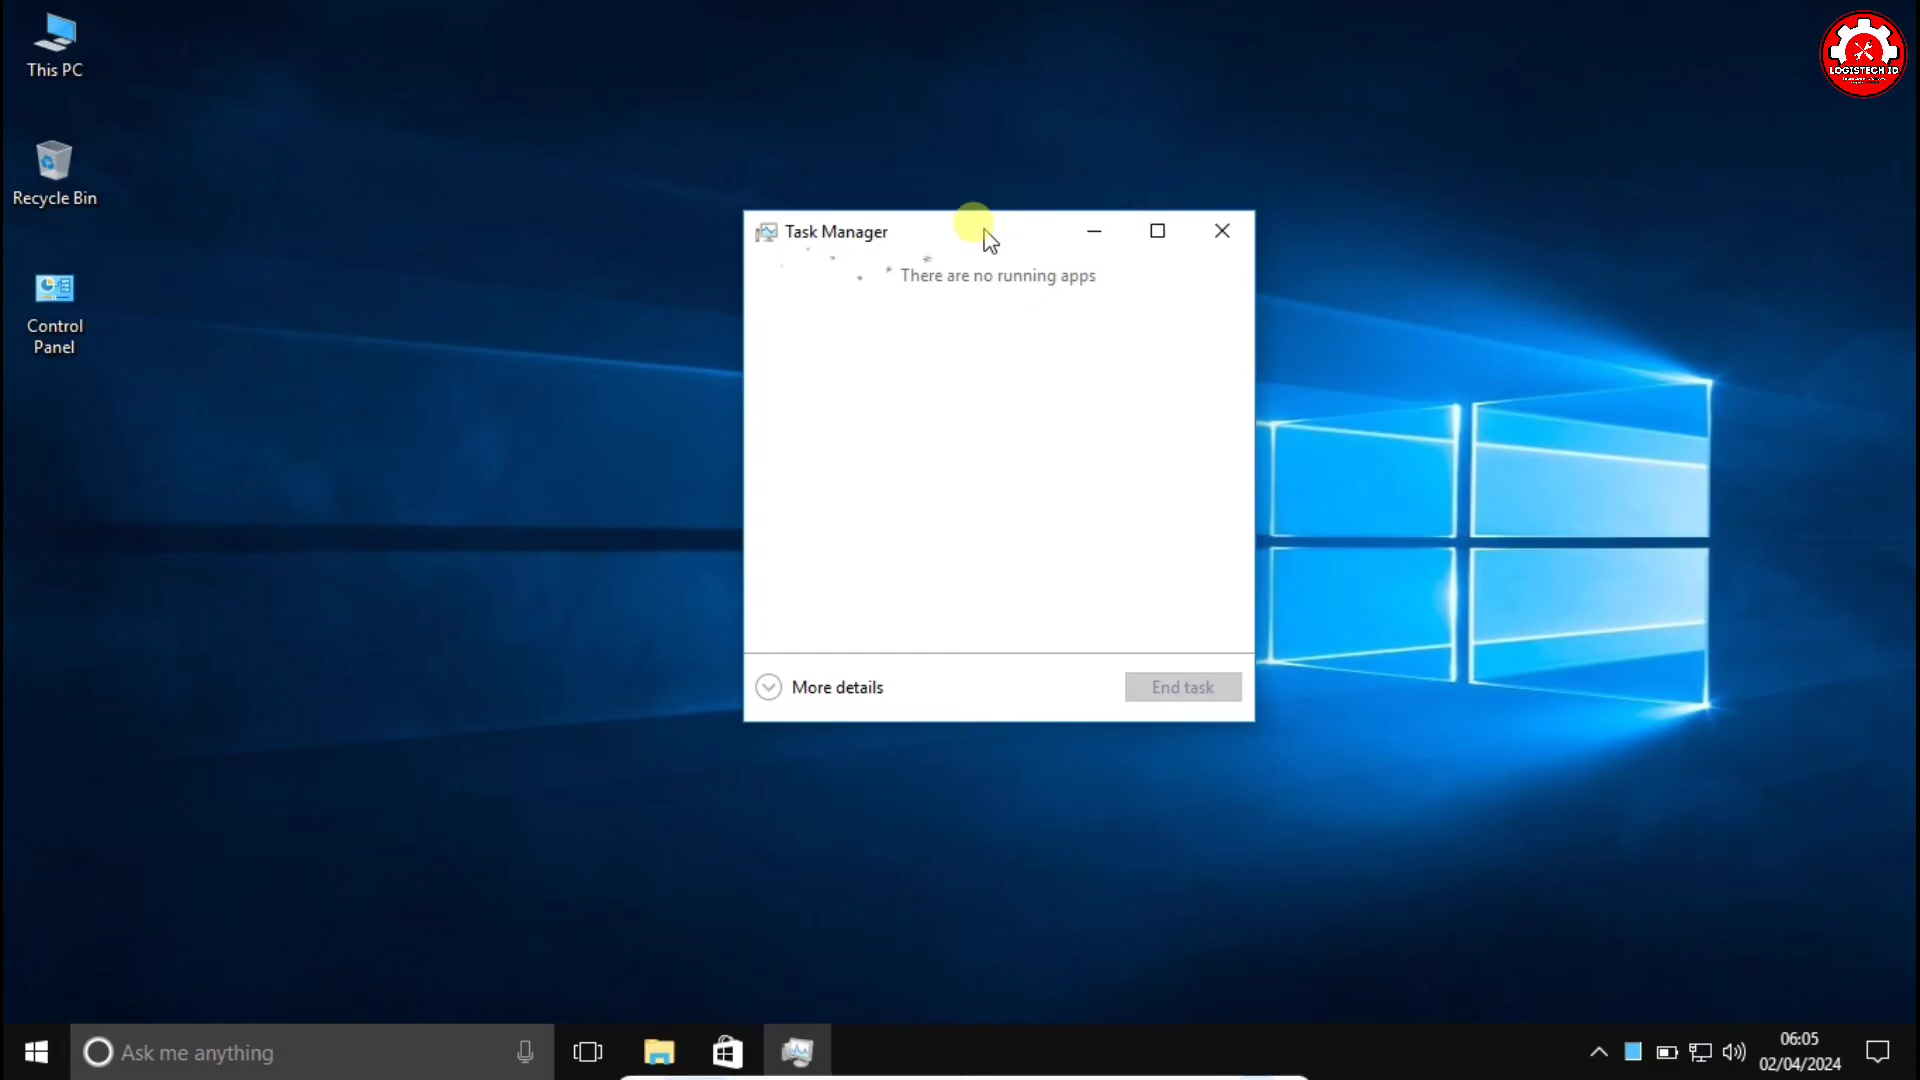 This PC
Recycle Bin
Control
Panel
LOGISTECH ID
Task Manager
There are no running apps
More details
End task
Ask me anything
06:05
02/04/2024